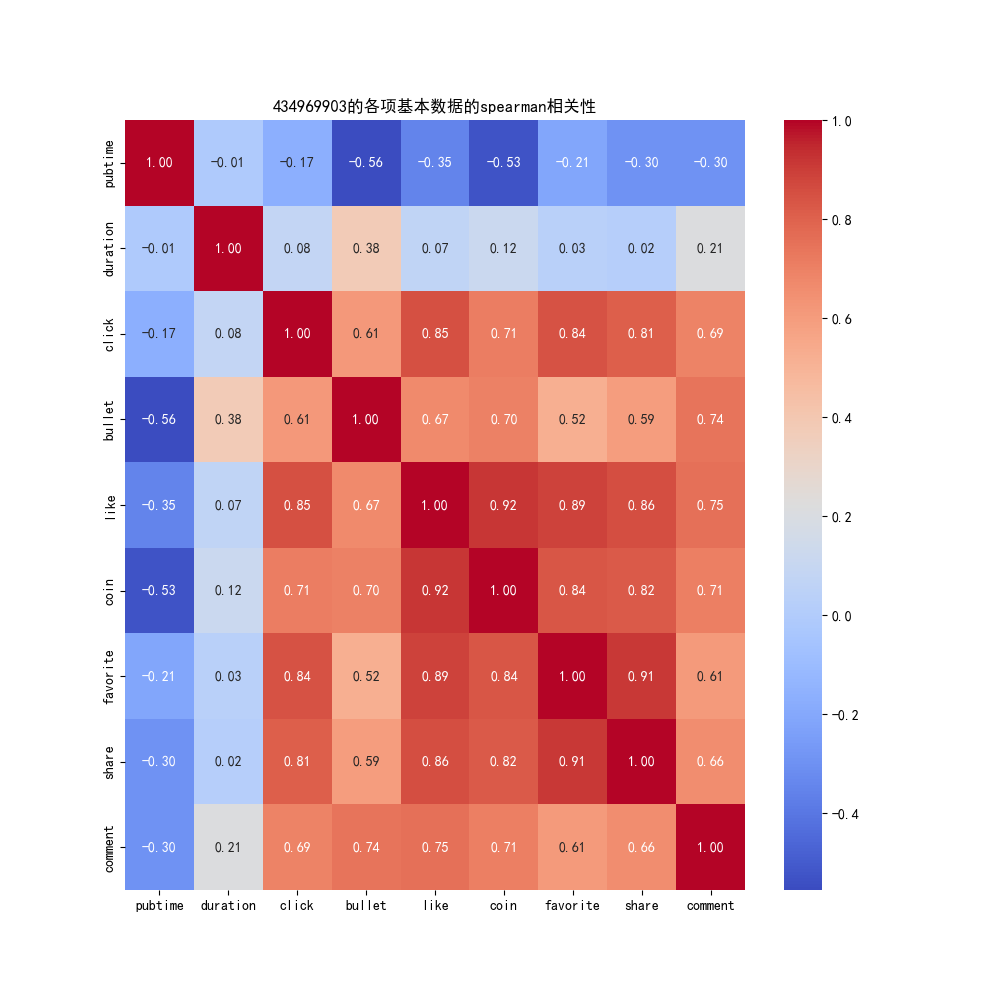 434969903的各项基本数据的spearman相关性
pubtime 1.00 -0.01 -0.17 -0.56 -0.35 -0.53 -0.21 -0.30 -0.30
duration -0.01 1.00 0.08 0.38 0.07 0.12 0.03 0.02 0.21
click -0.17 0.08 1.00 0.61 0.85 0.71 0.84 0.81 0.69
bullet -0.56 0.38 0.61 1.00 0.67 0.70 0.52 0.59 0.74
like -0.35 0.07 0.85 0.67 1.00 0.92 0.89 0.86 0.75
coin -0.53 0.12 0.71 0.70 0.92 1.00 0.84 0.82 0.71
favorite -0.21 0.03 0.84 0.52 0.89 0.84 1.00 0.91 0.61
share -0.30 0.02 0.81 0.59 0.86 0.82 0.91 1.00 0.66
comment -0.30 0.21 0.69 0.74 0.75 0.71 0.61 0.66 1.00
pubtime duration click bullet like coin favorite share comment
1.0
0.8
0.6
0.4
0.2
0.0
-0.2
-0.4